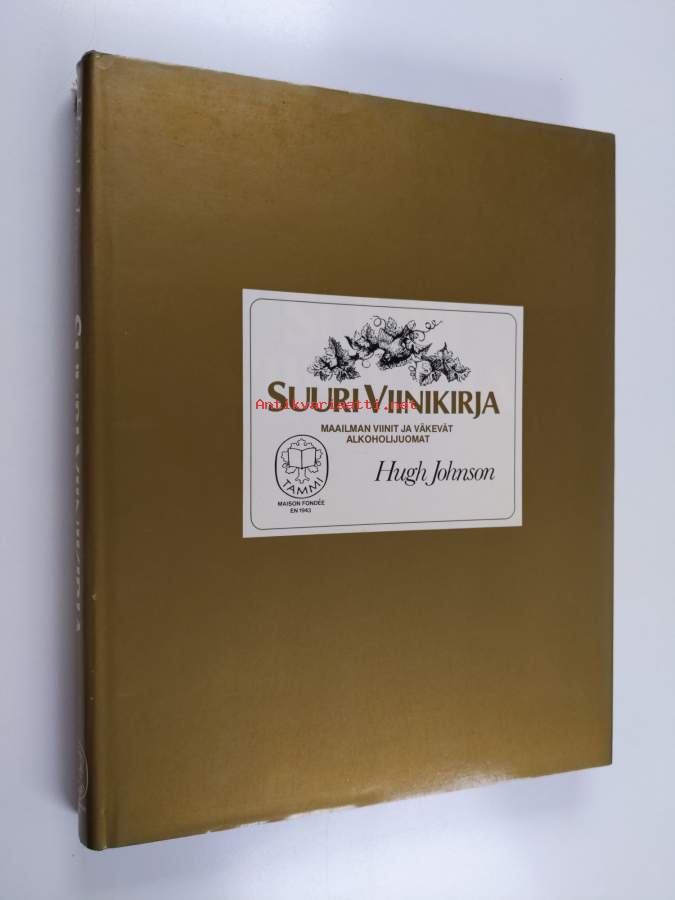 SUURI VIINIKIRJA
Antikvariaatti.net
MAAILMAN VIINIT JA VÄKEVÄT
ALKOHOLIJUOMAT
Hugh Johnson
TAMMI
MAISON FONDÉE
EN 1943